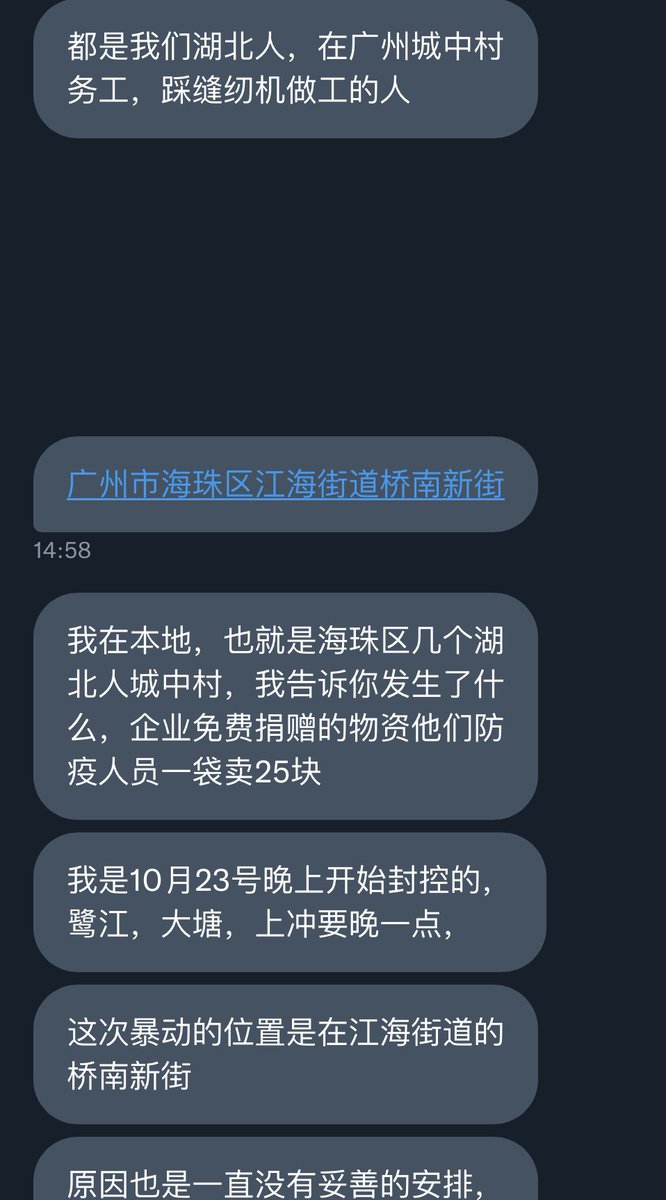 都是我们湖北人，在广州城中村
务工，踩缝纫机做工的人
广州市海珠区江海街道桥南新街
14:58
我在本地，也就是海珠区几个湖
北人城中村，我告诉你发生了什
么，企业免费捐赠的物资他们防
疫人员一袋卖25块
我是10月23号晚上开始封控的，
鹭江，大塘，上冲要晚一点，
这次暴动的位置是在江海街道的
桥南新街
原因也是一直没有妥善的安排，